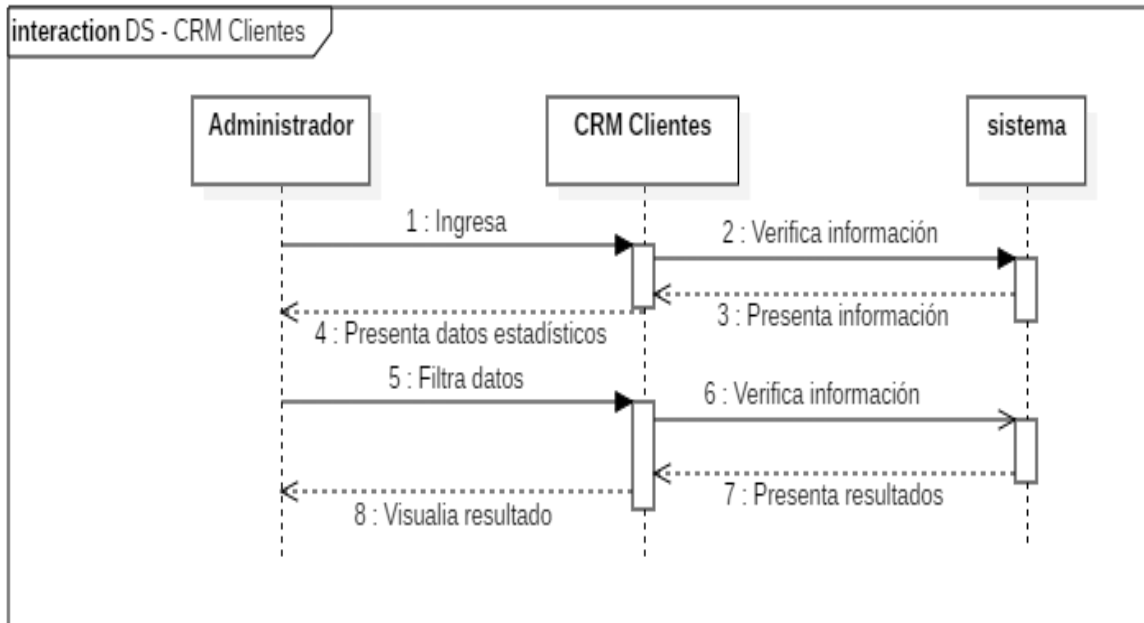 interaction DS - CRM Clientes
Administrador
CRM Clientes
sistema
1 : Ingresa
2 : Verifica información
3 : Presenta información
4 : Presenta datos estadísticos
5 : Filtra datos
6 : Verifica información
7 : Presenta resultados
8 : Visualia resultado